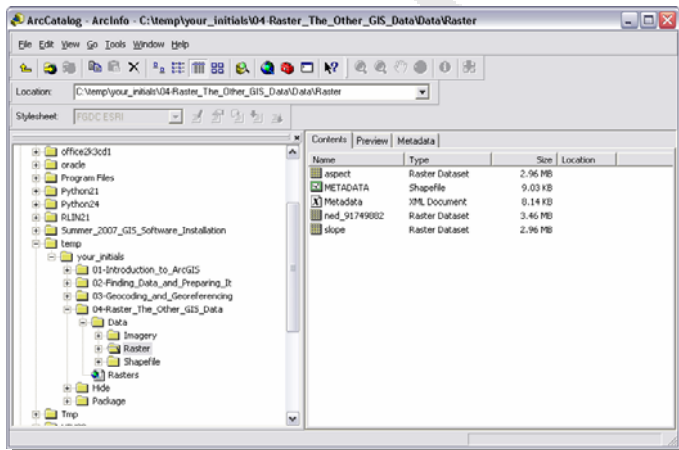 ArcCatalog - ArcInfo - C:\temp\your_initials\04-Raster_The_Other_GIS_Data\Data\Raster
File Edit View Go Tools Window Help
Location: C:\temp\your_initials\04-Raster_The_Other_GIS_Data\Data\Raster
Stylesheet: FGDC ESRI
office2k3cd1
oracle
Program Files
Python21
Python24
RLIN21
Summer_2007_GIS_Software_Installation
temp
your_initials
01-Introduction_to_ArcGIS
02-Finding_Data_and_Preparing_It
03-Geocoding_and_Georeferencing
04-Raster_The_Other_GIS_Data
Data
Imagery
Raster
Shapefile
Rasters
Hide
Package
Tmp
Contents Preview Metadata
Name Type Size Location
aspect Raster Dataset 2.96 MB
METADATA Shapefile 9.03 KB
Metadata XML Document 8.14 KB
ned_91749882 Raster Dataset 3.46 MB
slope Raster Dataset 2.96 MB